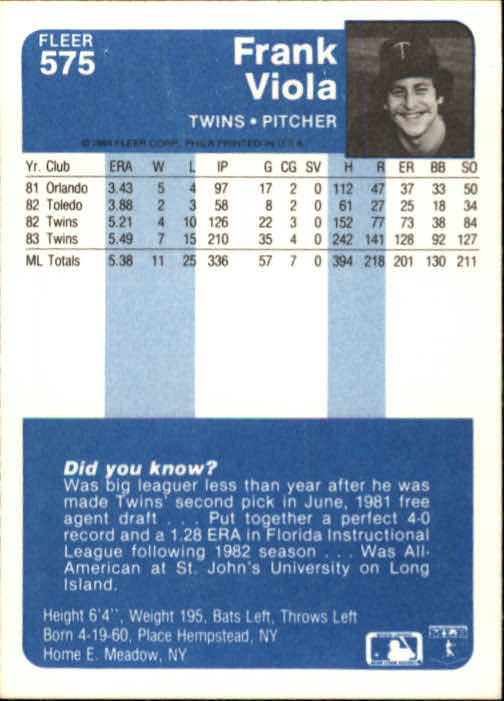 FLEER
575
Frank
Viola
TWINS • PITCHER
© 1984 FLEER CORP., PHILA PRINTED IN U.S.A.
Yr. Club ERA W L IP G CG SV H R ER BB SO
81 Orlando 3.43 5 4 97 17 2 0 112 47 37 33 50
82 Toledo 3.88 2 3 58 8 2 0 61 27 25 18 34
82 Twins 5.21 4 10 126 22 3 0 152 77 73 38 84
83 Twins 5.49 7 15 210 35 4 0 242 141 128 92 127
ML Totals 5.38 11 25 336 57 7 0 394 218 201 130 211
Did you know?
Was big leaguer less than year after he was
made Twins' second pick in June, 1981 free
agent draft . . . Put together a perfect 4-0
record and a 1.28 ERA in Florida Instructional
League following 1982 season . . . Was All-
American at St. John's University on Long
Island.
Height 6'4'', Weight 195, Bats Left, Throws Left
Born 4-19-60, Place Hempstead, NY
Home E. Meadow, NY